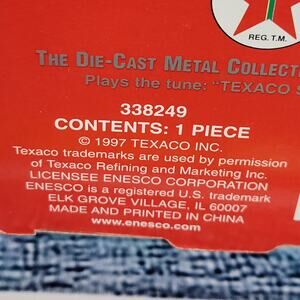 REG. T.M.
THE DIE-CAST METAL COLLECT
Plays the tune: "TEXACO
338249
CONTENTS: 1 PIECE
© 1997 TEXACO INC.
Texaco trademarks are used by permission
of Texaco Refining and Marketing Inc.
LICENSEE ENESCO CORPORATION
ENESCO is a registered U.S. trademark
ELK GROVE VILLAGE, IL 60007
MADE AND PRINTED IN CHINA
www.enesco.com